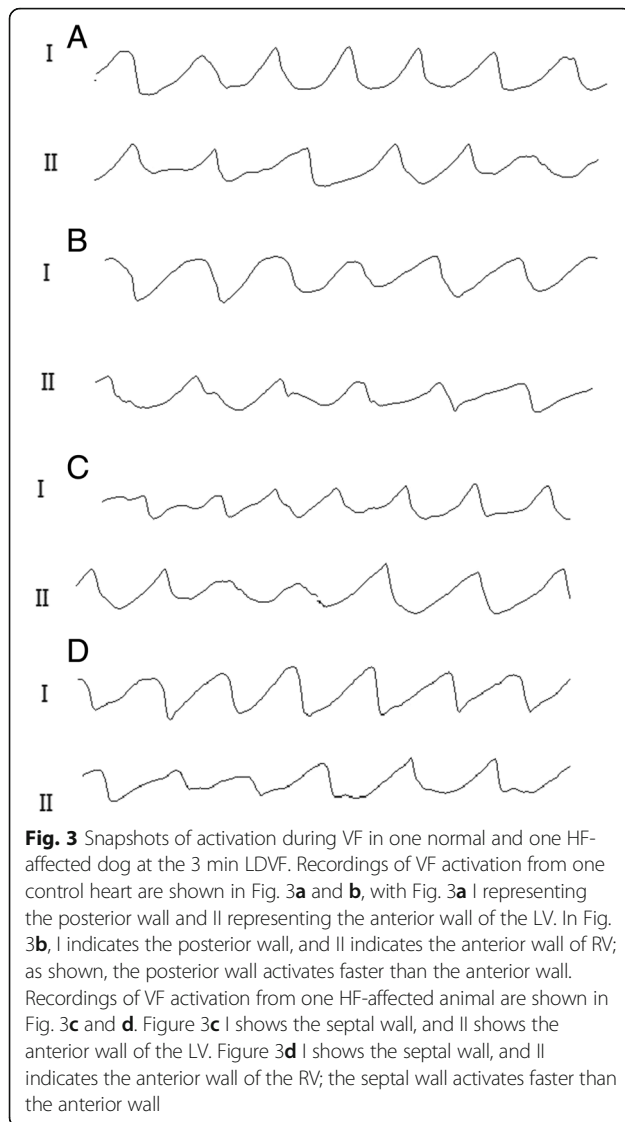 A
I
II
B
I
II
C
I
II
D
I
II
Fig. 3 Snapshots of activation during VF in one normal and one HF-
affected dog at the 3 min LDVF. Recordings of VF activation from one
control heart are shown in Fig. 3a and b, with Fig. 3a I representing
the posterior wall and II representing the anterior wall of the LV. In Fig.
3b, I indicates the posterior wall, and II indicates the anterior wall of RV;
as shown, the posterior wall activates faster than the anterior wall.
Recordings of VF activation from one HF-affected animal are shown in
Fig. 3c and d. Figure 3c I shows the septal wall, and II shows the
anterior wall of the LV. Figure 3d I shows the septal wall, and II
indicates the anterior wall of the RV; the septal wall activates faster than
the anterior wall